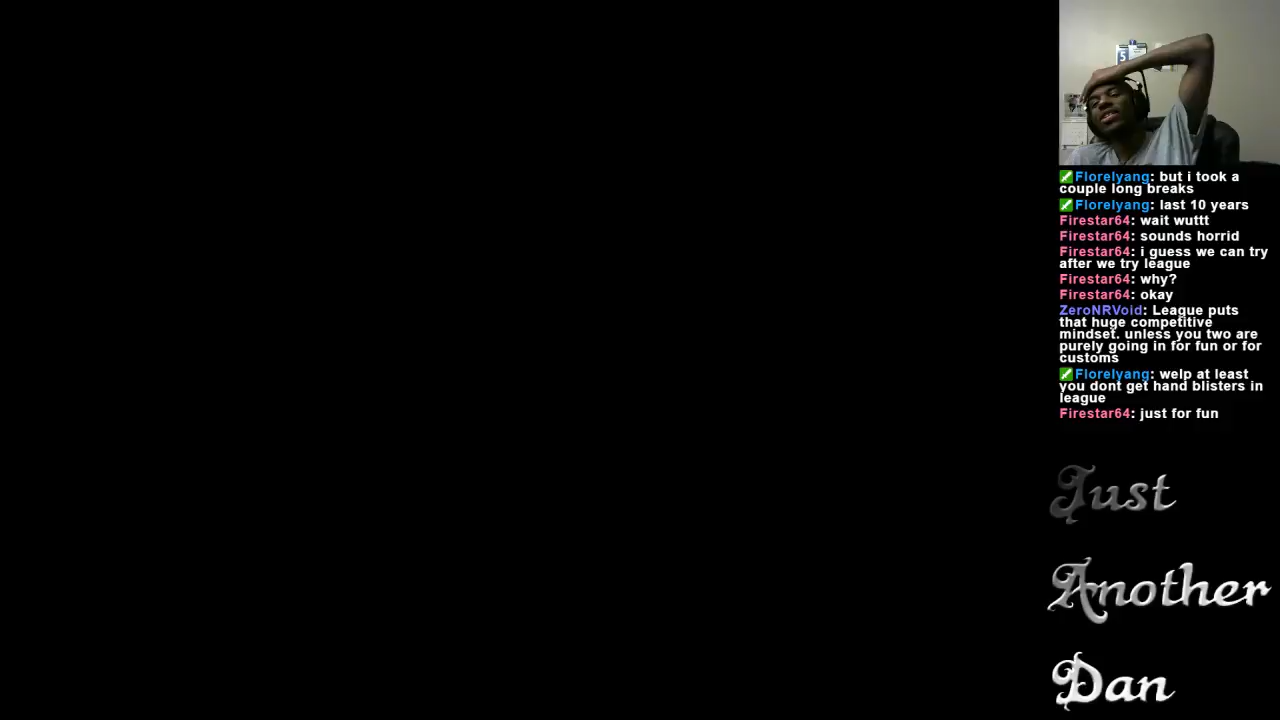 5
Florelyang: but i took a
couple long breaks
Florelyang: last 10 years
Firestar64: wait wuttt
Firestar64: sounds horrid
Firestar64: i guess we can try
after we try league
Firestar64: why?
Firestar64: okay
ZeroNRVoid: League puts
that huge competitive
mindset. unless you two are
purely going in for fun or for
customs
Florelyang: welp at least
you dont get hand blisters in
league
Firestar64: just for fun
Just
Another
Dan